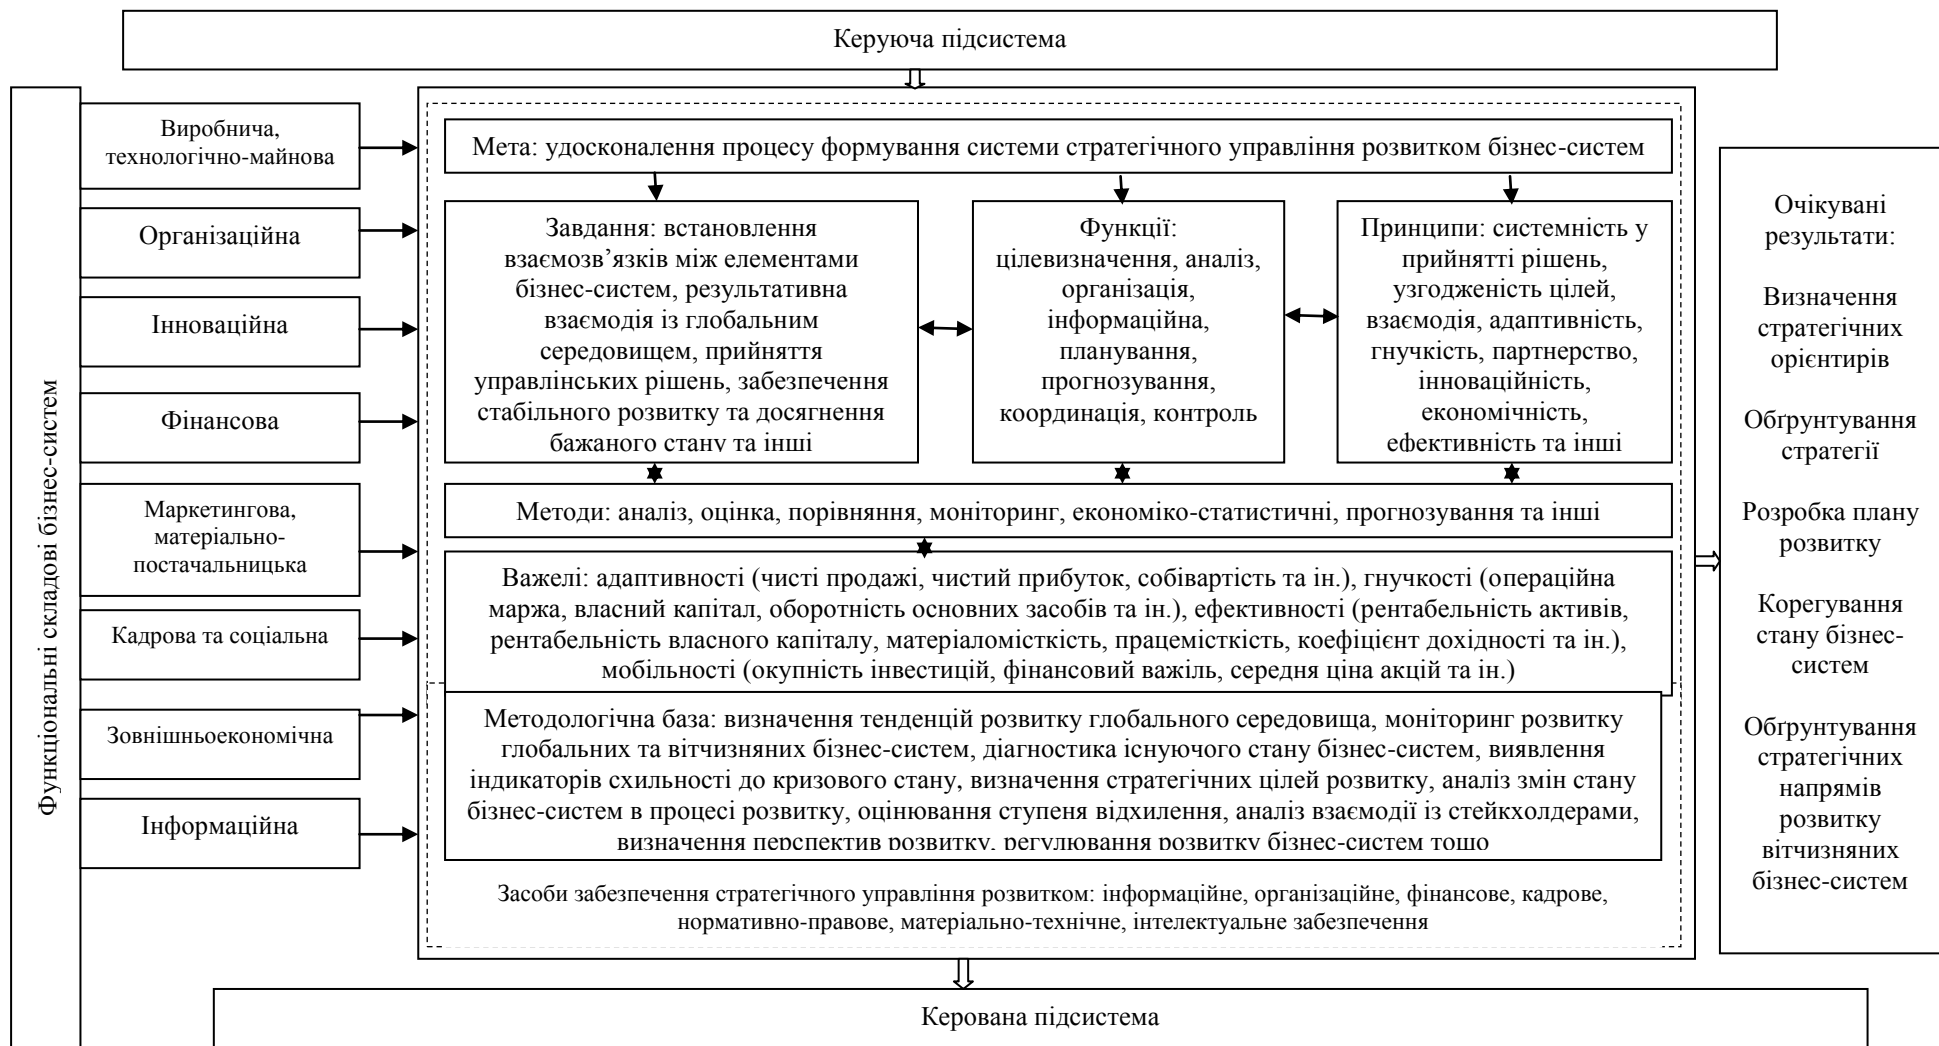 Керуюча підсистема
Функціональні складові бізнес-систем
Виробнича,
технологічно-майнова
Організаційна
Інноваційна
Фінансова
Маркетингова,
матеріально-
постачальницька
Кадрова та соціальна
Зовнішньоекономічна
Інформаційна
Мета: удосконалення процесу формування системи стратегічного управління розвитком бізнес-систем
Завдання: встановлення
взаємозв’язків між елементами
бізнес-систем, результативна
взаємодія із глобальним
середовищем, прийняття
управлінських рішень, забезпечення
стабільного розвитку та досягнення
бажаного стану та інші
Функції:
цілевизначення, аналіз,
організація,
інформаційна,
планування,
прогнозування,
координація, контроль
Принципи: системність у
прийнятті рішень,
узгодженість цілей,
взаємодія, адаптивність,
гнучкість, партнерство,
інноваційність,
економічність,
ефективність та інші
Методи: аналіз, оцінка, порівняння, моніторинг, економіко-статистичні, прогнозування та інші
Важелі: адаптивності (чисті продажі, чистий прибуток, собівартість та ін.), гнучкості (операційна
маржа, власний капітал, оборотність основних засобів та ін.), ефективності (рентабельність активів,
рентабельність власного капіталу, матеріаломісткість, працемісткість, коефіцієнт дохідності та ін.),
мобільності (окупність інвестицій, фінансовий важіль, середня ціна акцій та ін.)
Методологічна база: визначення тенденцій розвитку глобального середовища, моніторинг розвитку
глобальних та вітчизняних бізнес-систем, діагностика існуючого стану бізнес-систем, виявлення
індикаторів схильності до кризового стану, визначення стратегічних цілей розвитку, аналіз змін стану
бізнес-систем в процесі розвитку, оцінювання ступеня відхилення, аналіз взаємодії із стейкхолдерами,
визначення перспектив розвитку, регулювання розвитку бізнес-систем тощо
Засоби забезпечення стратегічного управління розвитком: інформаційне, організаційне, фінансове, кадрове,
нормативно-правове, матеріально-технічне, інтелектуальне забезпечення
Очікувані
результати:
Визначення
стратегічних
орієнтирів
Обґрунтування
стратегії
Розробка плану
розвитку
Корегування
стану бізнес-
систем
Обґрунтування
стратегічних
напрямів
розвитку
вітчизняних
бізнес-систем
Керована підсистема